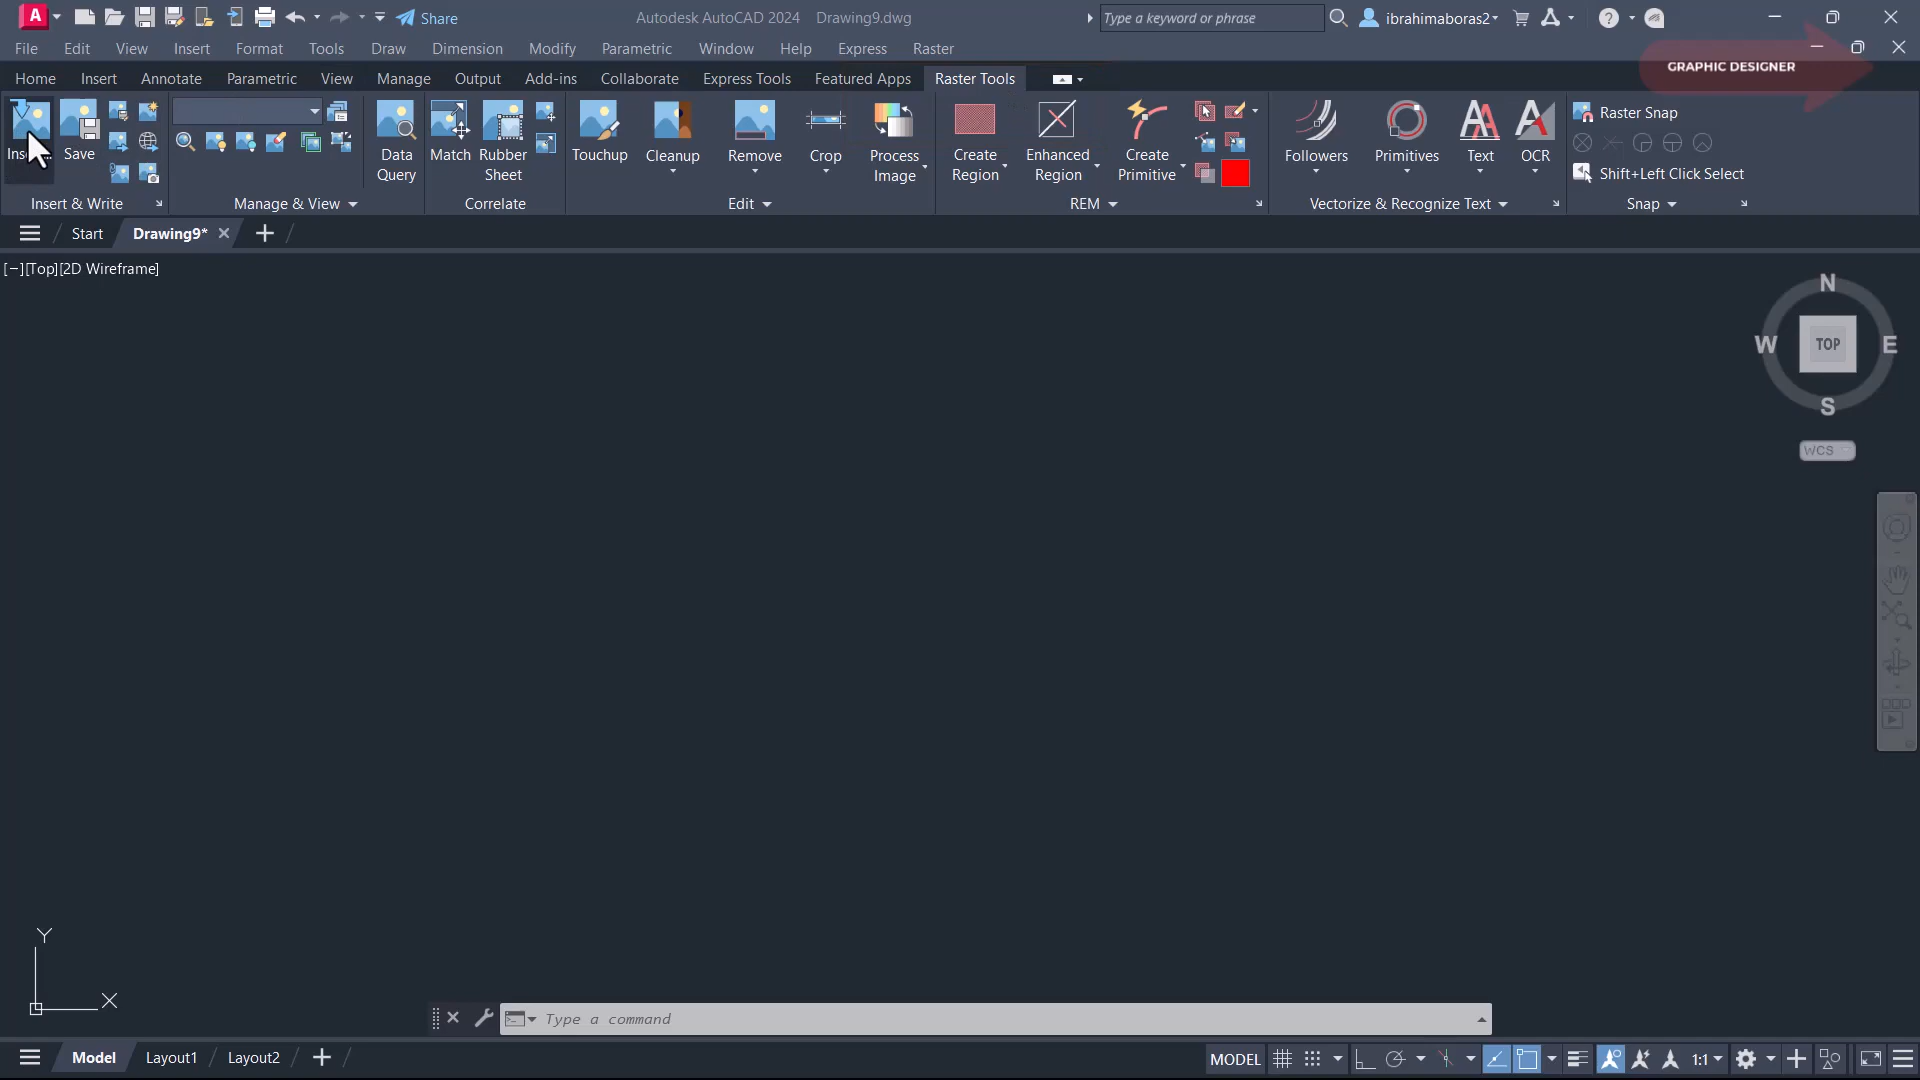 A Share Autodesk AutoCAD 2024 Drawing9.dwg Type a keyword or phrase ibrahimaboras2
File Edit View Insert Format Tools Draw Dimension Modify Parametric Window Help Express Raster
GRAPHIC DESIGNER
Home Insert Annotate Parametric View Manage Output Add-ins Collaborate Express Tools Featured Apps Raster Tools
Save
Data Query
Match
Rubber Sheet
Touchup
Cleanup
Remove
Crop
Process Image
Create Region
Enhanced Region
Create Primitive
Followers
Primitives
Text
OCR
Raster Snap
Shift+Left Click Select
Insert & Write Manage & View Correlate Edit REM Vectorize & Recognize Text Snap
Start Drawing9*
[−][Top][2D Wireframe]
N
W TOP E
S
WCS
Y
X
Type a command
Model Layout1 Layout2 MODEL 1:1